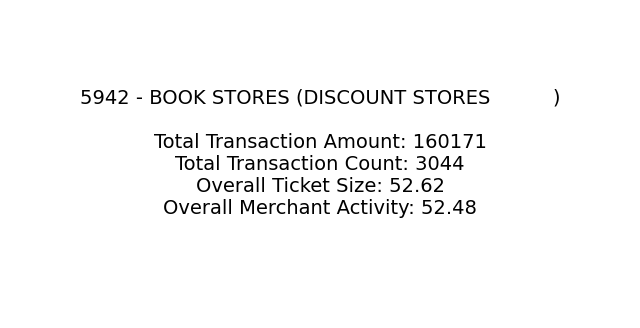 5942 - BOOK STORES (DISCOUNT STORES          )
Total Transaction Amount: 160171
Total Transaction Count: 3044
Overall Ticket Size: 52.62
Overall Merchant Activity: 52.48